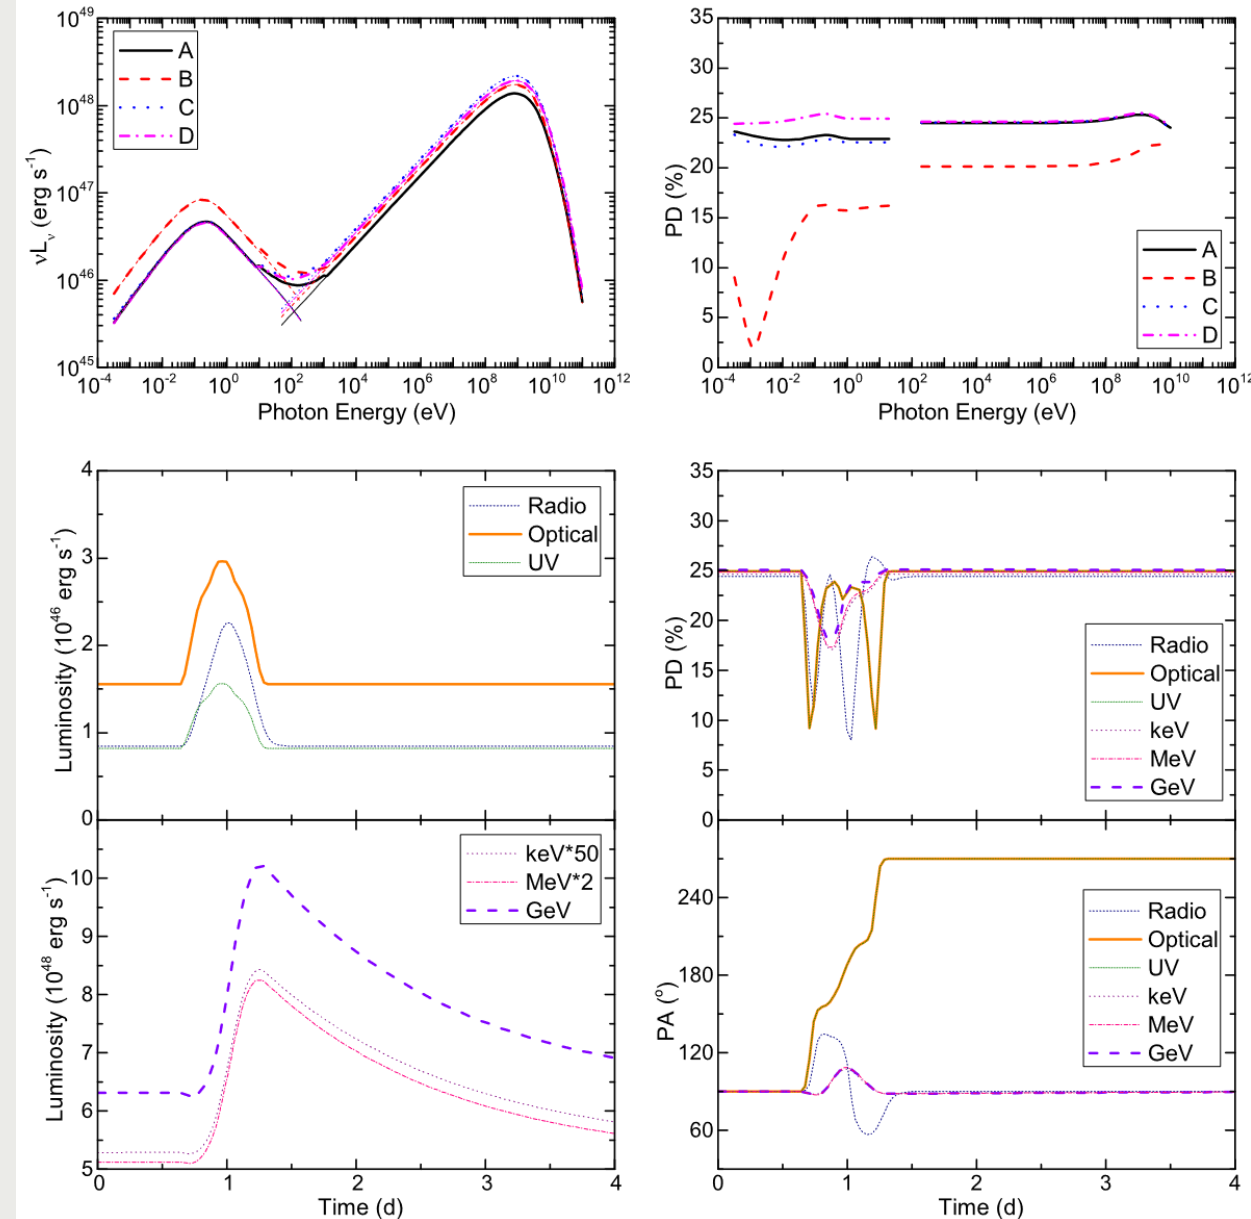 10^49
10^48
10^47
10^46
10^45
νL_ν (erg s^-1)
A
B
C
D
10^-4 10^-2 10^0 10^2 10^4 10^6 10^8 10^10 10^12
Photon Energy (eV)
35
30
25
20
15
10
5
0
PD (%)
A
B
C
D
10^-4 10^-2 10^0 10^2 10^4 10^6 10^8 10^10 10^12
Photon Energy (eV)
4
3
2
1
0
Luminosity (10^46 erg s^-1)
Radio
Optical
UV
35
30
25
20
15
10
5
0
PD (%)
Radio
Optical
UV
keV
MeV
GeV
10
9
8
7
6
5
Luminosity (10^48 erg s^-1)
keV*50
MeV*2
GeV
0 1 2 3 4
Time (d)
240
180
120
60
PA (°)
Radio
Optical
UV
keV
MeV
GeV
0 1 2 3 4
Time (d)